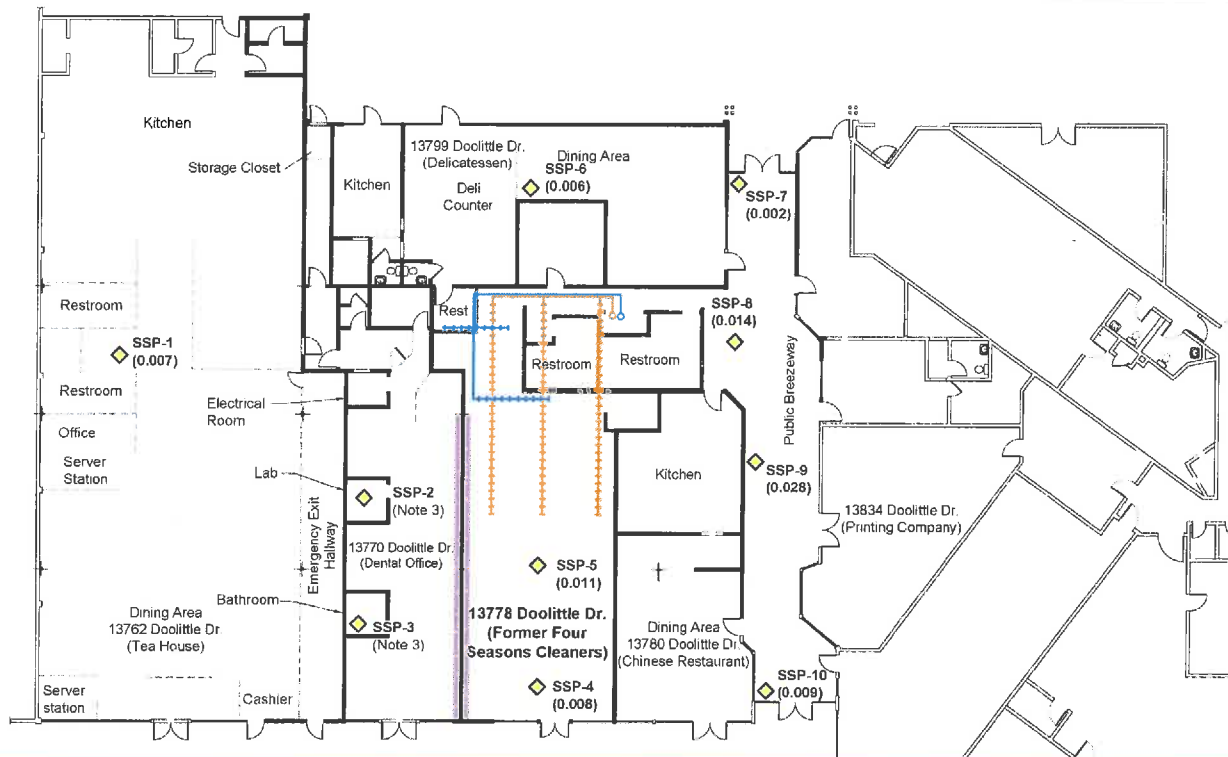 Kitchen
Storage Closet
Kitchen
13799 Doolittle Dr.
(Delicatessen)
Deli
Counter
Dining Area
SSP-6
(0.006)
SSP-7
(0.002)
Restroom
SSP-1
(0.007)
Restroom
Office
Server
Station
Rest
Restroom
Restroom
SSP-8
(0.014)
Public Breezeway
Electrical
Room
Lab
SSP-2
(Note 3)
Emergency Exit
Hallway
13770 Doolittle Dr.
(Dental Office)
Kitchen
SSP-9
(0.028)
13834 Doolittle Dr.
(Printing Company)
SSP-5
(0.011)
Bathroom
SSP-3
(Note 3)
Dining Area
13762 Doolittle Dr.
(Tea House)
13778 Doolittle Dr.
(Former Four
Seasons Cleaners)
Dining Area
13780 Doolittle Dr.
(Chinese Restaurant)
SSP-4
(0.008)
SSP-10
(0.009)
Server
station
Cashier